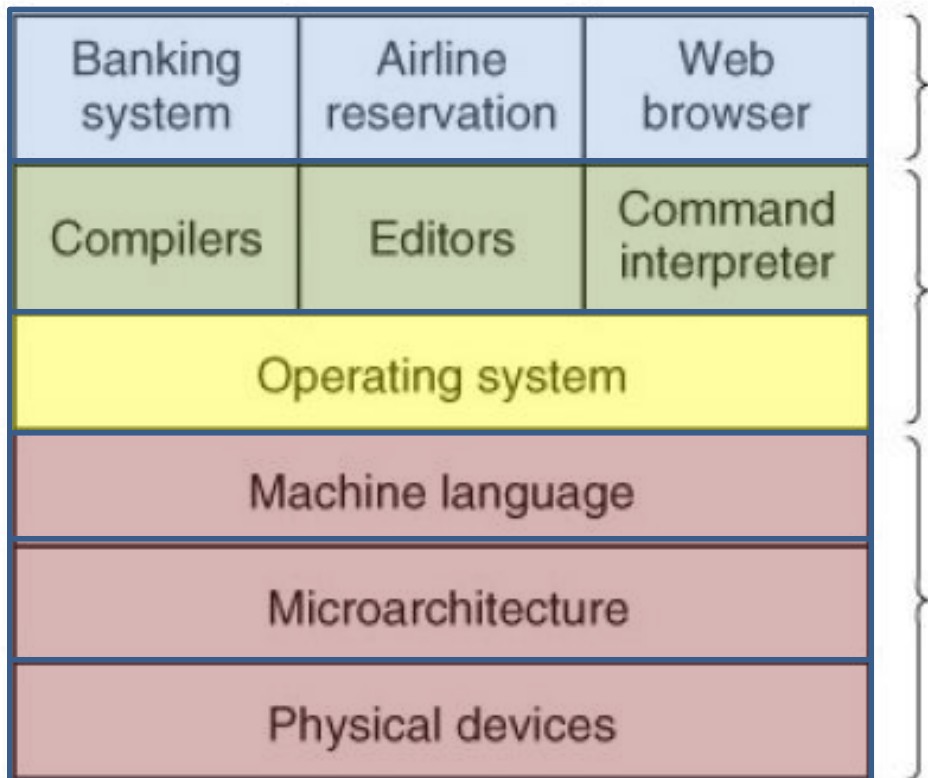 Banking
system
Airline
reservation
Web
browser
Compilers
Editors
Command
interpreter
Operating system
Machine language
Microarchitecture
Physical devices